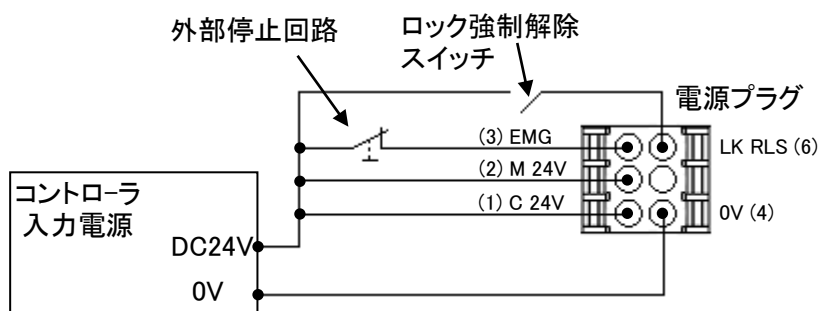 外部停止回路
ロック強制解除
スイッチ
電源プラグ
(3) EMG
LK RLS (6)
(2) M 24V
(1) C 24V
0V (4)
コントローラ
入力電源
DC24V
0V